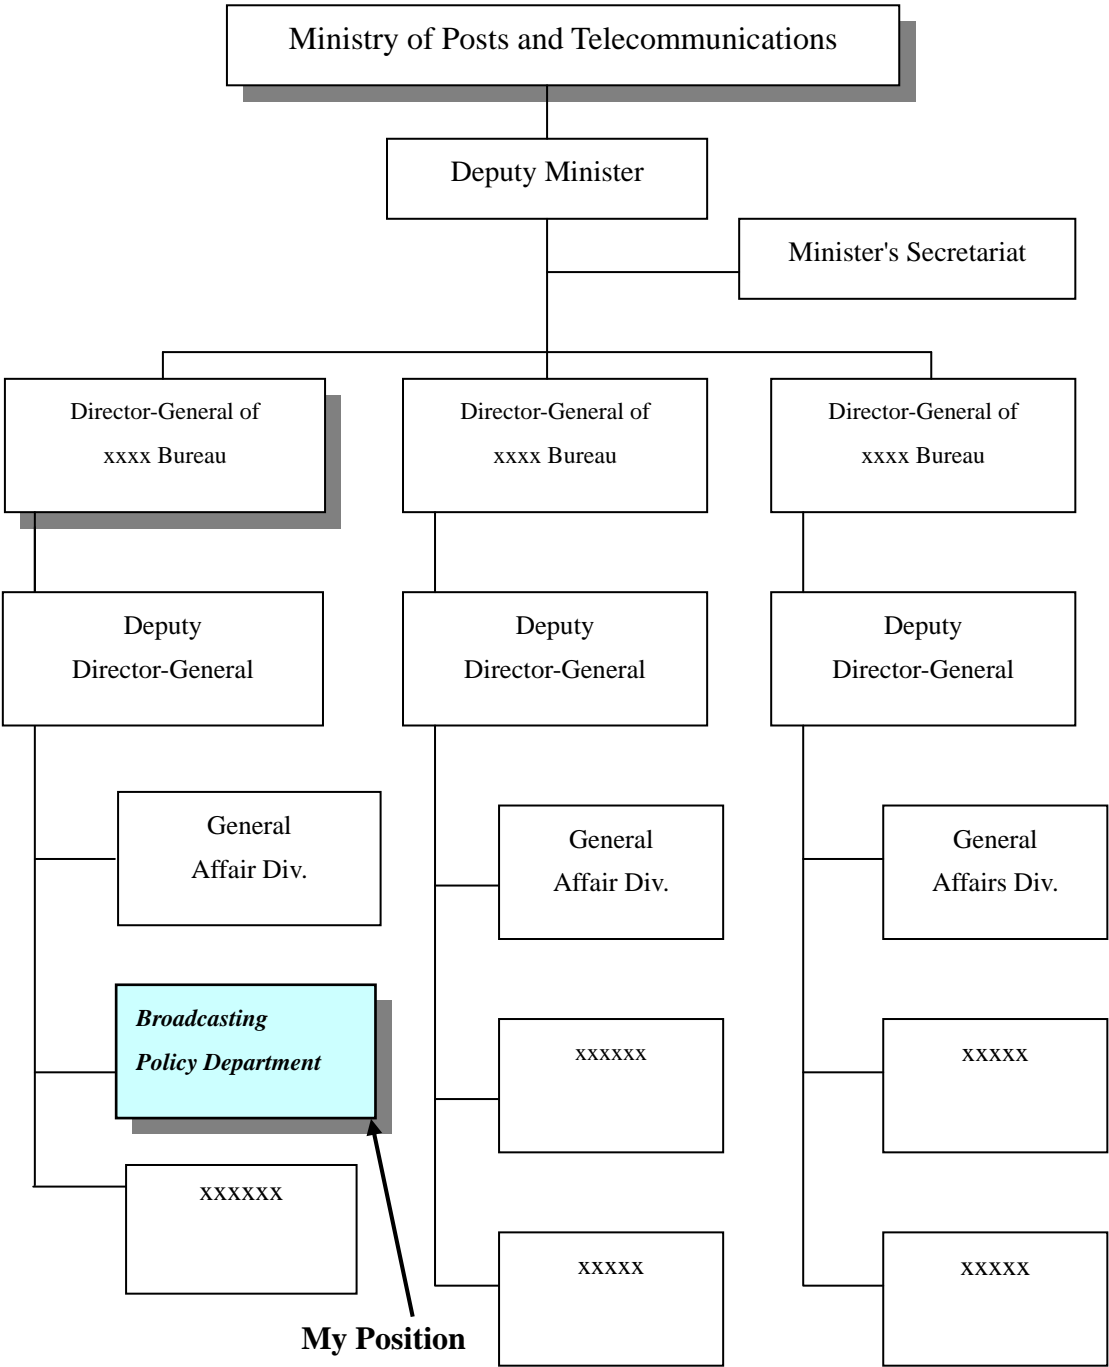 Ministry of Posts and Telecommunications
Deputy Minister
Minister's Secretariat
Director-General of
xxxx Bureau
Director-General of
xxxx Bureau
Director-General of
xxxx Bureau
Deputy
Director-General
Deputy
Director-General
Deputy
Director-General
General
Affair Div.
General
Affair Div.
General
Affairs Div.
Broadcasting
Policy Department
xxxxxx
xxxxx
xxxxxx
xxxxx
xxxxx
My Position